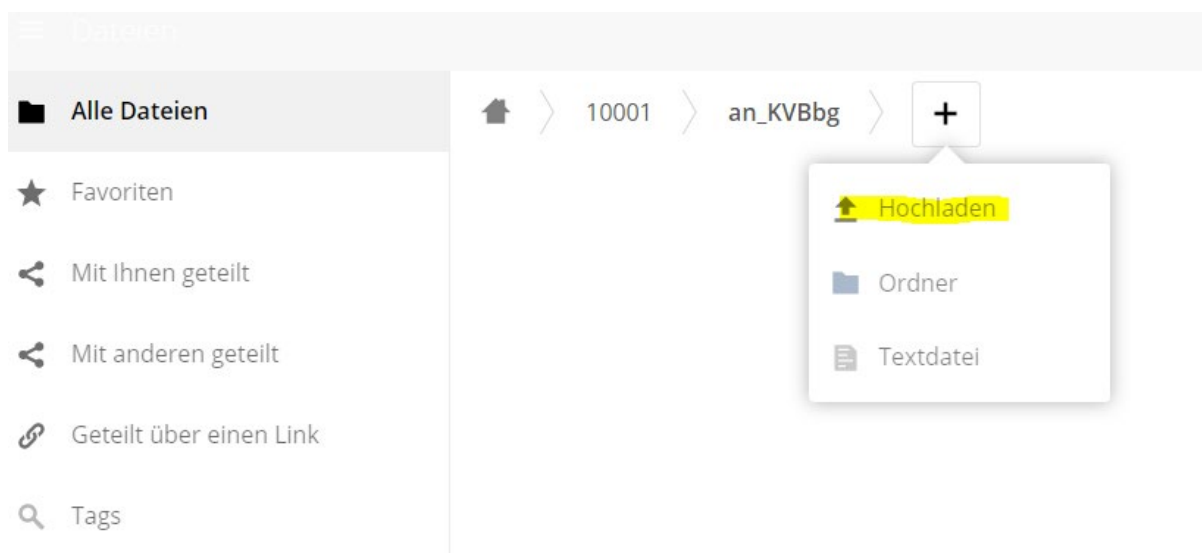 Dateien
Alle Dateien
Favoriten
Mit Ihnen geteilt
Mit anderen geteilt
Geteilt über einen Link
Tags
10001 an_KVBbg +
Hochladen
Ordner
Textdatei